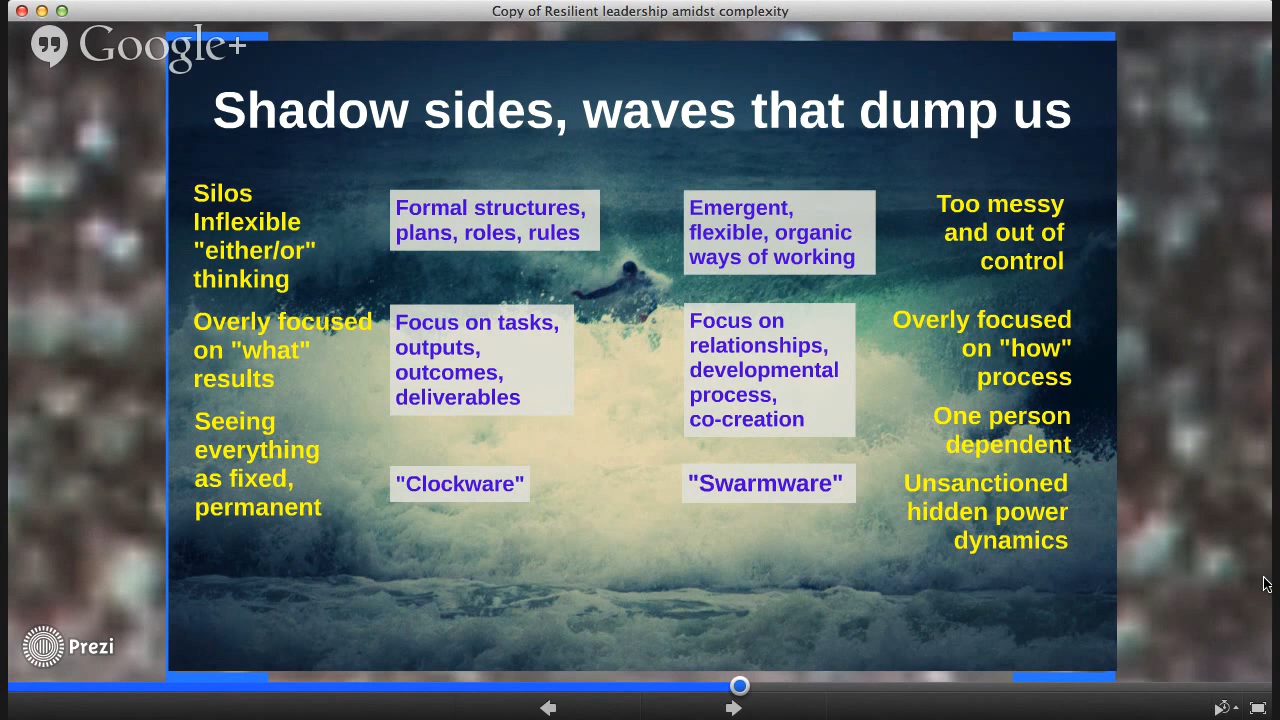 Copy of Resilient leadership amidst complexity
Google+
Shadow sides, waves that dump us
Silos
Inflexible
"either/or"
thinking
Overly focused
on "what"
results
Seeing
everything
as fixed,
permanent
Formal structures,
plans, roles, rules
Focus on tasks,
outputs,
outcomes,
deliverables
"Clockware"
Emergent,
flexible, organic
ways of working
Focus on
relationships,
developmental
process,
co-creation
"Swarmware"
Too messy
and out of
control
Overly focused
on "how"
process
One person
dependent
Unsanctioned
hidden power
dynamics
Prezi